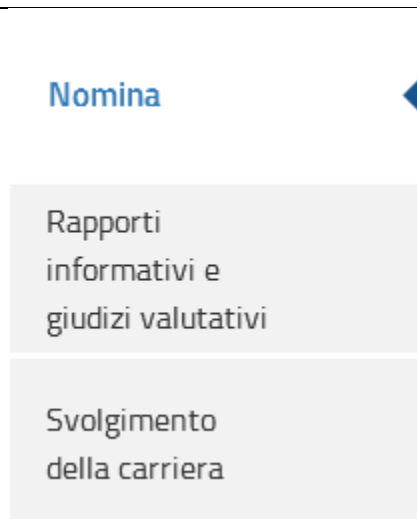 Nomina
Rapporti
informativi e
giudizi valutativi
Svolgimento
della carriera